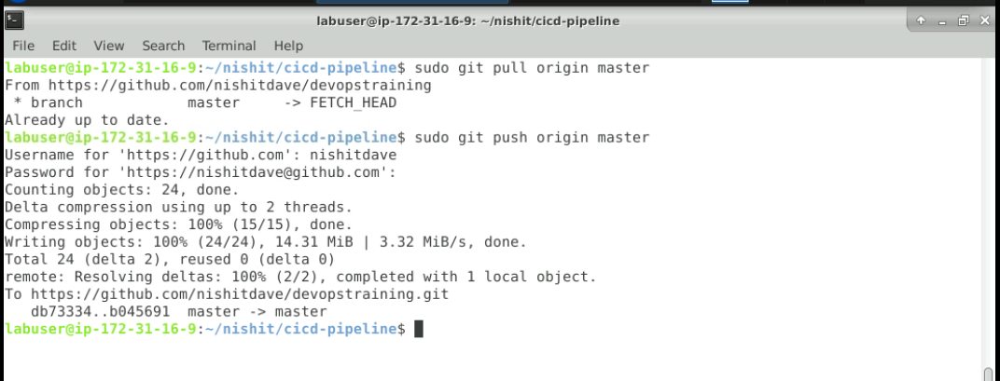 labuser@ip-172-31-16-9: ~/nishit/cicd-pipeline
File Edit View Search Terminal Help
labuser@ip-172-31-16-9:~/nishit/cicd-pipeline$ sudo git pull origin master
From https://github.com/nishitdave/devopstraining
 * branch            master     -> FETCH_HEAD
Already up to date.
labuser@ip-172-31-16-9:~/nishit/cicd-pipeline$ sudo git push origin master
Username for 'https://github.com': nishitdave
Password for 'https://nishitdave@github.com':
Counting objects: 24, done.
Delta compression using up to 2 threads.
Compressing objects: 100% (15/15), done.
Writing objects: 100% (24/24), 14.31 MiB | 3.32 MiB/s, done.
Total 24 (delta 2), reused 0 (delta 0)
remote: Resolving deltas: 100% (2/2), completed with 1 local object.
To https://github.com/nishitdave/devopstraining.git
   db73334..b045691  master -> master
labuser@ip-172-31-16-9:~/nishit/cicd-pipeline$